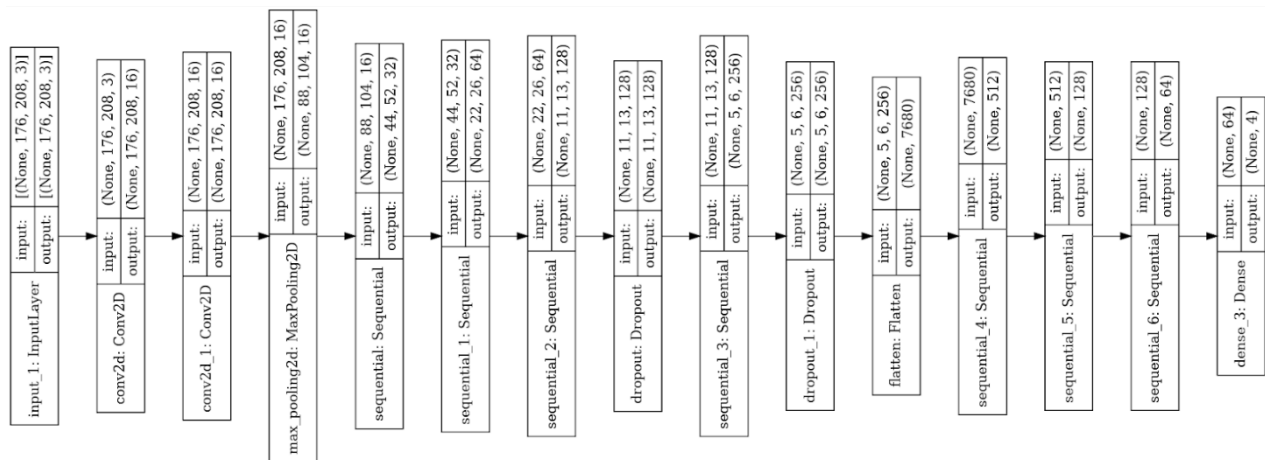 input_1: InputLayer
input:
[(None, 176, 208, 3)]
output:
[(None, 176, 208, 3)]
conv2d: Conv2D
input:
(None, 176, 208, 3)
output:
(None, 176, 208, 16)
conv2d_1: Conv2D
input:
(None, 176, 208, 16)
output:
(None, 176, 208, 16)
max_pooling2d: MaxPooling2D
input:
(None, 176, 208, 16)
output:
(None, 88, 104, 16)
sequential: Sequential
input:
(None, 88, 104, 16)
output:
(None, 44, 52, 32)
sequential_1: Sequential
input:
(None, 44, 52, 32)
output:
(None, 22, 26, 64)
sequential_2: Sequential
input:
(None, 22, 26, 64)
output:
(None, 11, 13, 128)
dropout: Dropout
input:
(None, 11, 13, 128)
output:
(None, 11, 13, 128)
sequential_3: Sequential
input:
(None, 11, 13, 128)
output:
(None, 5, 6, 256)
dropout_1: Dropout
input:
(None, 5, 6, 256)
output:
(None, 5, 6, 256)
flatten: Flatten
input:
(None, 5, 6, 256)
output:
(None, 7680)
sequential_4: Sequential
input:
(None, 7680)
output:
(None, 512)
sequential_5: Sequential
input:
(None, 512)
output:
(None, 128)
sequential_6: Sequential
input:
(None, 128)
output:
(None, 64)
dense_3: Dense
input:
(None, 64)
output:
(None, 4)